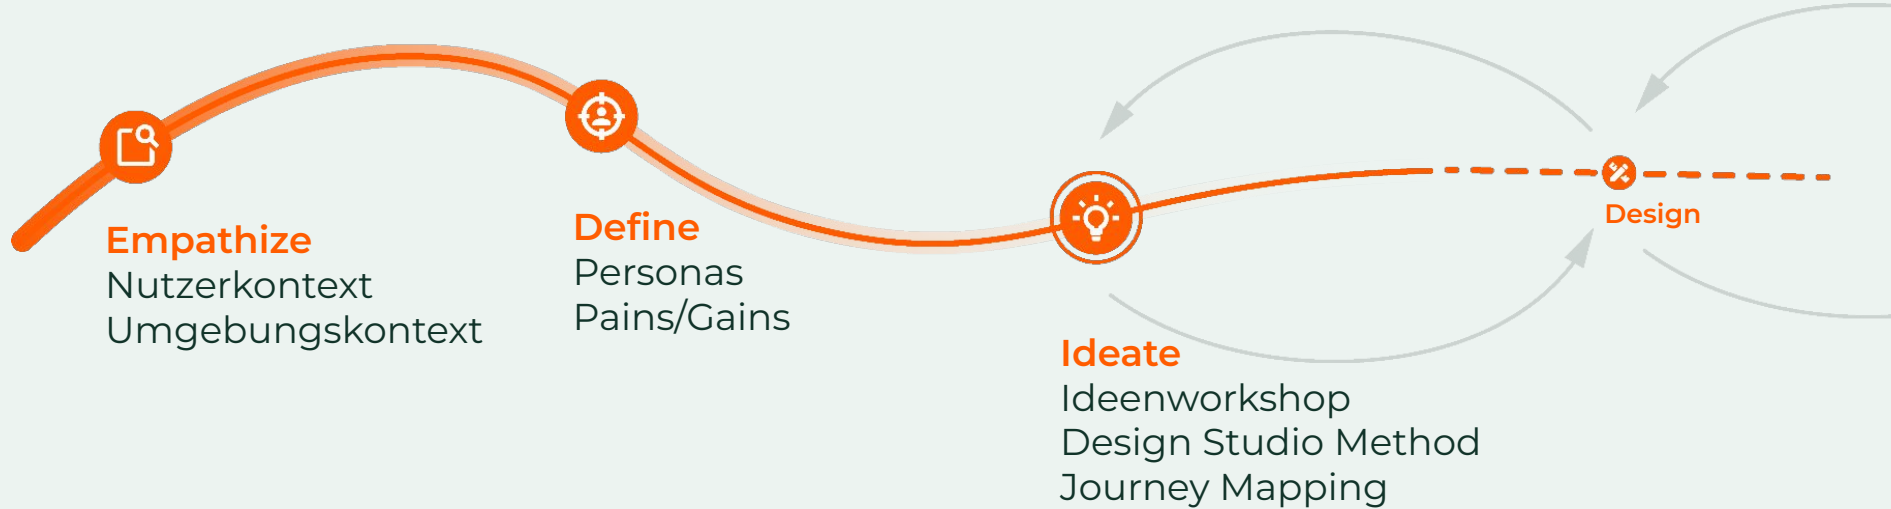 Empathize
Nutzerkontext
Umgebungskontext
Define
Personas
Pains/Gains
Ideate
Ideenworkshop
Design Studio Method
Journey Mapping
Design